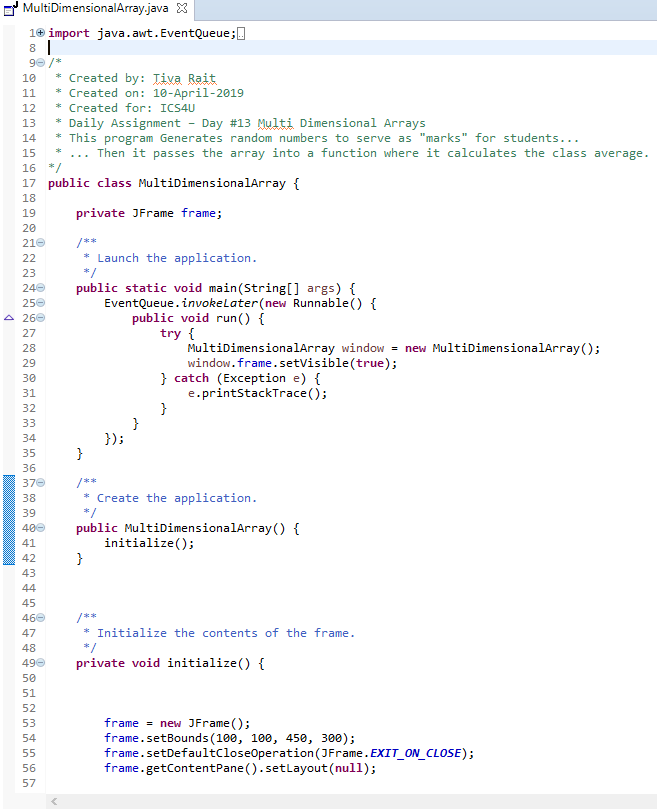 MultiDimensionalArray.java
1 import java.awt.EventQueue;
8
9 /*
10  * Created by: Tiva Rait
11  * Created on: 10-April-2019
12  * Created for: ICS4U
13  * Daily Assignment – Day #13 Multi Dimensional Arrays
14  * This program Generates random numbers to serve as "marks" for students...
15  * ... Then it passes the array into a function where it calculates the class average.
16 */
17 public class MultiDimensionalArray {
18
19     private JFrame frame;
20
21     /**
22      * Launch the application.
23      */
24     public static void main(String[] args) {
25         EventQueue.invokeLater(new Runnable() {
26             public void run() {
27                 try {
28                     MultiDimensionalArray window = new MultiDimensionalArray();
29                     window.frame.setVisible(true);
30                 } catch (Exception e) {
31                     e.printStackTrace();
32                 }
33             }
34         });
35     }
36
37     /**
38      * Create the application.
39      */
40     public MultiDimensionalArray() {
41         initialize();
42     }
43
44
45
46     /**
47      * Initialize the contents of the frame.
48      */
49     private void initialize() {
50
51
52
53         frame = new JFrame();
54         frame.setBounds(100, 100, 450, 300);
55         frame.setDefaultCloseOperation(JFrame.EXIT_ON_CLOSE);
56         frame.getContentPane().setLayout(null);
57